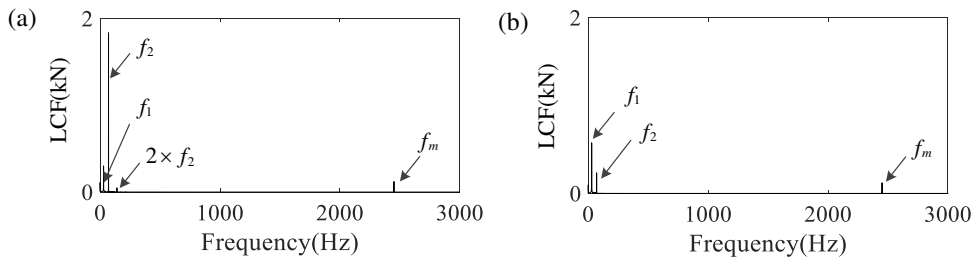 (a)
2
LCF(kN)
0
f2
f1
2 × f2
fm
0
1000
2000
3000
Frequency(Hz)
(b)
2
LCF(kN)
0
f1
f2
fm
0
1000
2000
3000
Frequency(Hz)